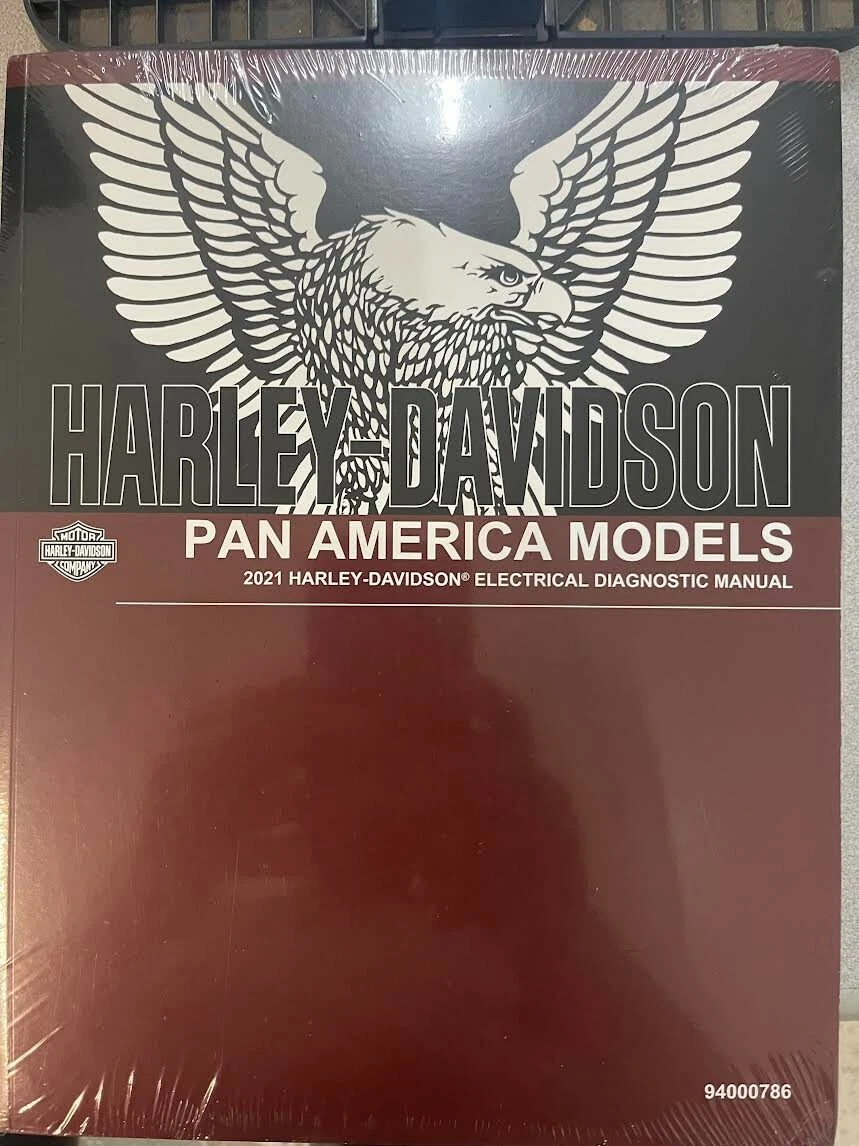 HARLEY-DAVIDSON
MOTOR
HARLEY-DAVIDSON
COMPANY
PAN AMERICA MODELS
2021 HARLEY-DAVIDSON® ELECTRICAL DIAGNOSTIC MANUAL
94000786